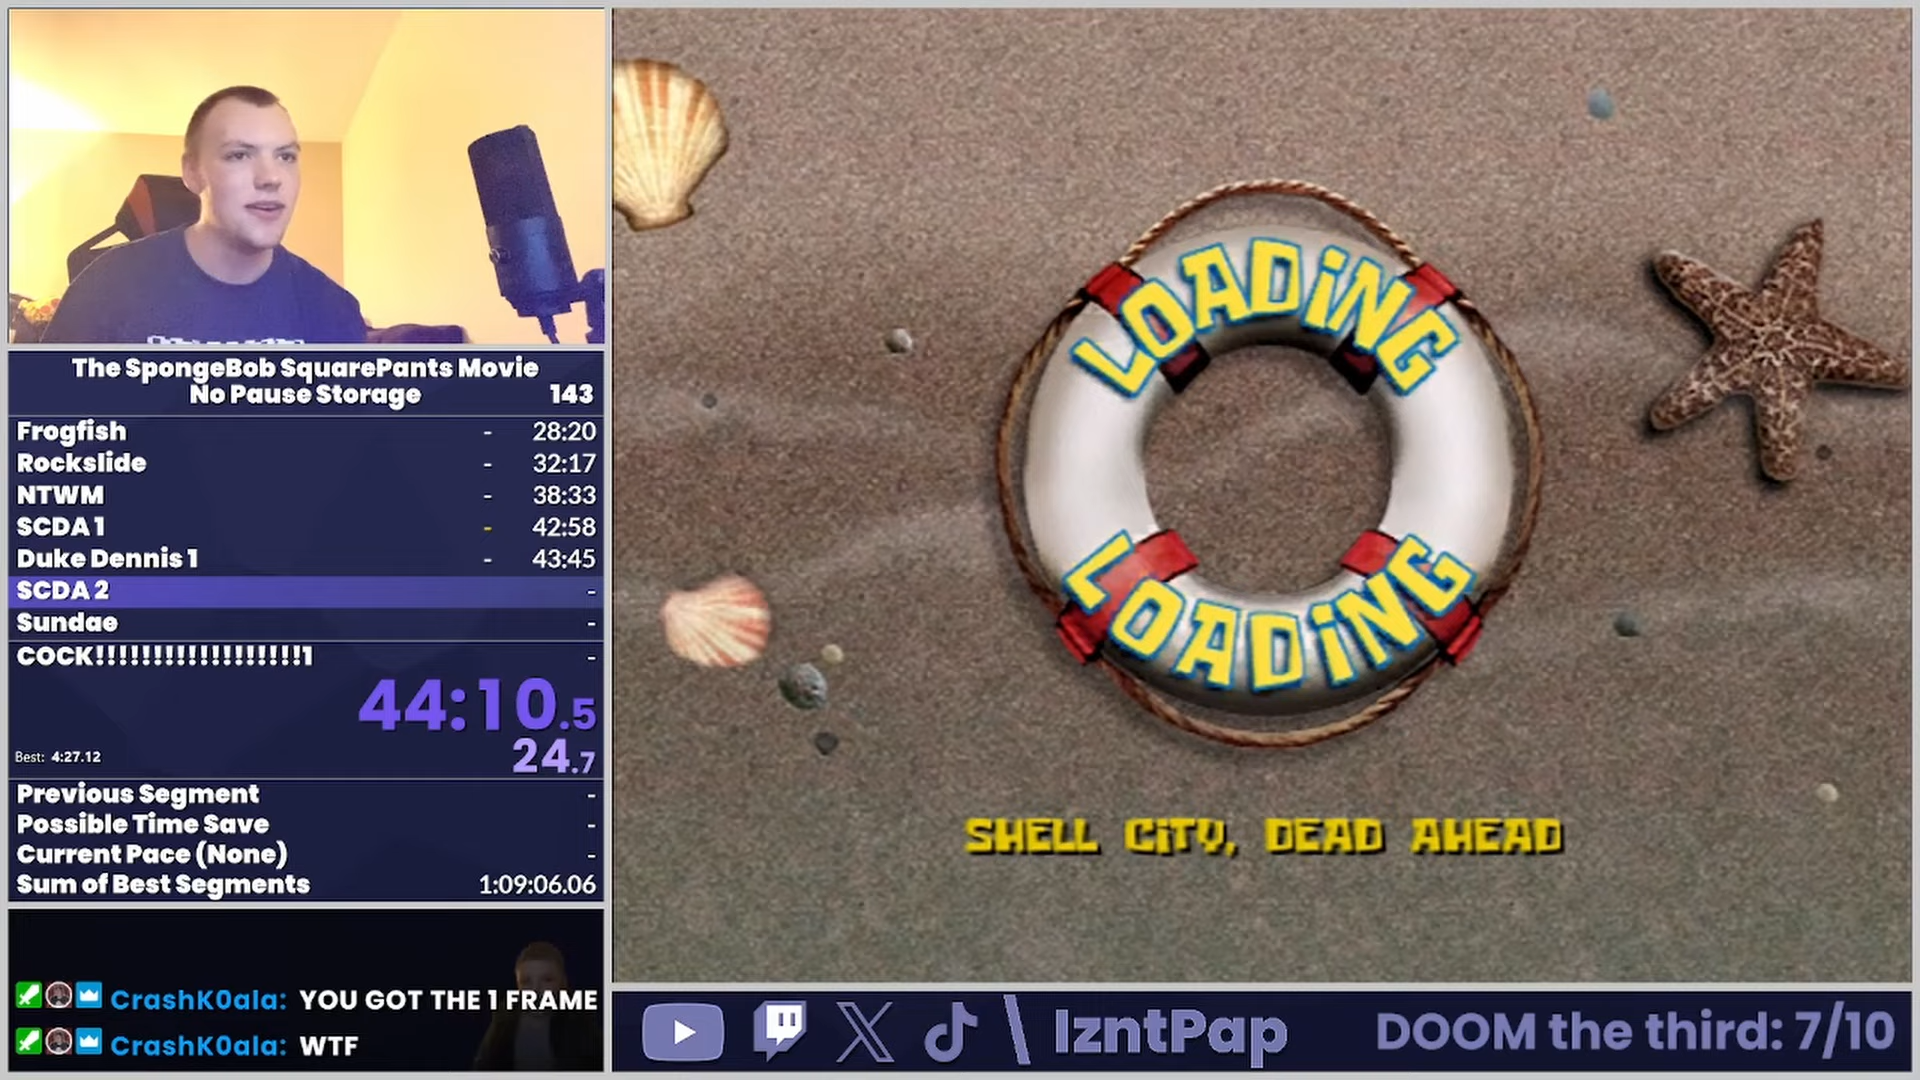 The SpongeBob SquarePants Movie
No Pause Storage 143
Frogfish - 28:20
Rockslide - 32:17
NTWM - 38:33
SCDA 1 - 42:58
Duke Dennis 1 - 43:45
SCDA 2 -
Sundae -
COCK!!!!!!!!!!!!!!!!!!1 -
44:10.5
Best: 4:27.12 24.7
Previous Segment -
Possible Time Save -
Current Pace (None) -
Sum of Best Segments 1:09:06.06
CrashK0ala: YOU GOT THE 1 FRAME
CrashK0ala: WTF
LOADiNG
LOADiNG
SHELL CiTY, DEAD AHEAD
\ IzntPap DOOM the third: 7/10